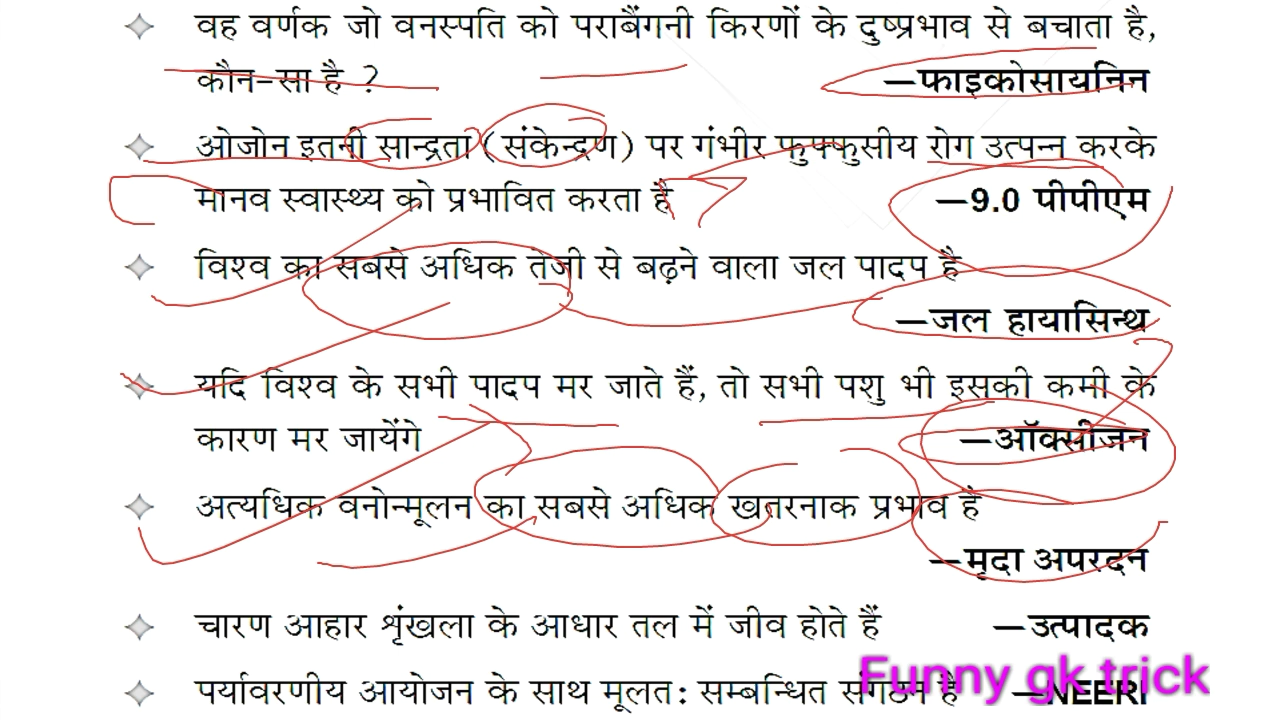 वह वर्णक जो वनस्पति को पराबैंगनी किरणों के दुष्प्रभाव से बचाता है,
कौन-सा है ? —फाइकोसायनिन
ओजोन इतनी सान्द्रता (संकेन्द्रण) पर गंभीर फुफ्फुसीय रोग उत्पन्न करके
मानव स्वास्थ्य को प्रभावित करता है —9.0 पीपीएम
विश्व का सबसे अधिक तेजी से बढ़ने वाला जल पादप है
—जल हायासिन्थ
यदि विश्व के सभी पादप मर जाते हैं, तो सभी पशु भी इसकी कमी के
कारण मर जायेंगे —ऑक्सीजन
अत्यधिक वनोन्मूलन का सबसे अधिक खतरनाक प्रभाव है
—मृदा अपरदन
चारण आहार शृंखला के आधार तल में जीव होते हैं —उत्पादक
पर्यावरणीय आयोजन के साथ मूलत: सम्बन्धित संगठन है —NEERI
Funny gk trick